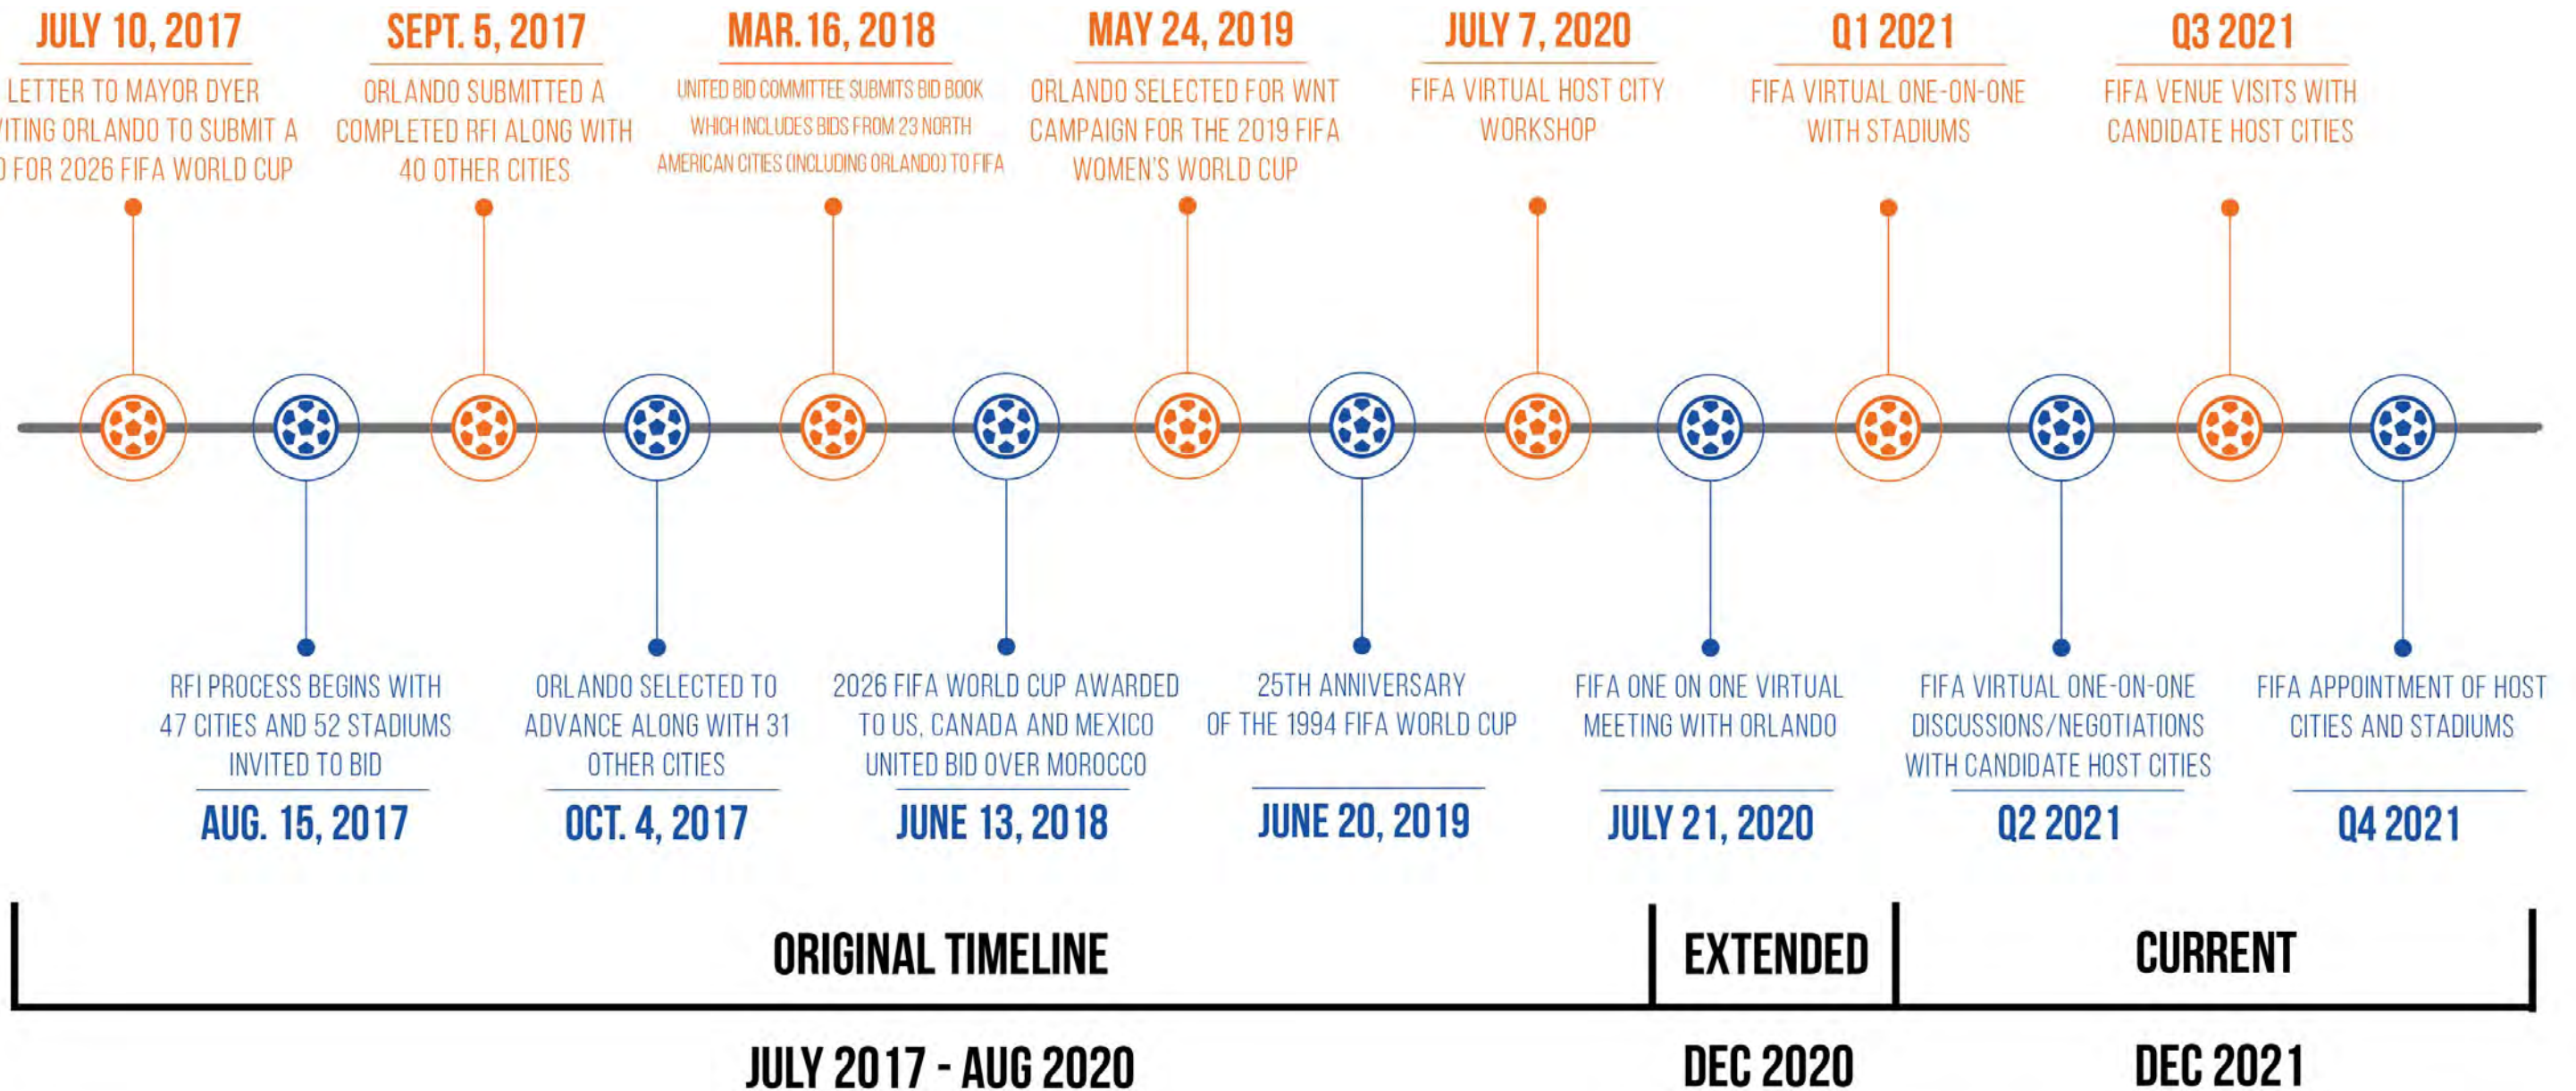 JULY 10, 2017
LETTER TO MAYOR DYER
ORLANDO TO SUBMIT A
FOR 2026 FIFA WORLD CUP
SEPT. 5, 2017
ORLANDO SUBMITTED A
COMPLETED RFI ALONG WITH
40 OTHER CITIES
MAR. 16, 2018
UNITED BID COMMITTEE SUBMITS BID BOOK
WHICH INCLUDES BIDS FROM 23 NORTH
AMERICAN CITIES (INCLUDING ORLANDO) TO FIFA
MAY 24, 2019
ORLANDO SELECTED FOR WNT
CAMPAIGN FOR THE 2019 FIFA
WOMEN'S WORLD CUP
JULY 7, 2020
FIFA VIRTUAL HOST CITY
WORKSHOP
Q1 2021
FIFA VIRTUAL ONE-ON-ONE
WITH STADIUMS
Q3 2021
FIFA VENUE VISITS WITH
CANDIDATE HOST CITIES
RFI PROCESS BEGINS WITH
47 CITIES AND 52 STADIUMS
INVITED TO BID
AUG. 15, 2017
ORLANDO SELECTED TO
ADVANCE ALONG WITH 31
OTHER CITIES
OCT. 4, 2017
2026 FIFA WORLD CUP AWARDED
TO US, CANADA AND MEXICO
UNITED BID OVER MOROCCO
JUNE 13, 2018
25TH ANNIVERSARY
OF THE 1994 FIFA WORLD CUP
JUNE 20, 2019
FIFA ONE ON ONE VIRTUAL
MEETING WITH ORLANDO
JULY 21, 2020
FIFA VIRTUAL ONE-ON-ONE
DISCUSSIONS/NEGOTIATIONS
WITH CANDIDATE HOST CITIES
Q2 2021
FIFA APPOINTMENT OF HOST
CITIES AND STADIUMS
Q4 2021
ORIGINAL TIMELINE
EXTENDED
CURRENT
JULY 2017 - AUG 2020
DEC 2020
DEC 2021